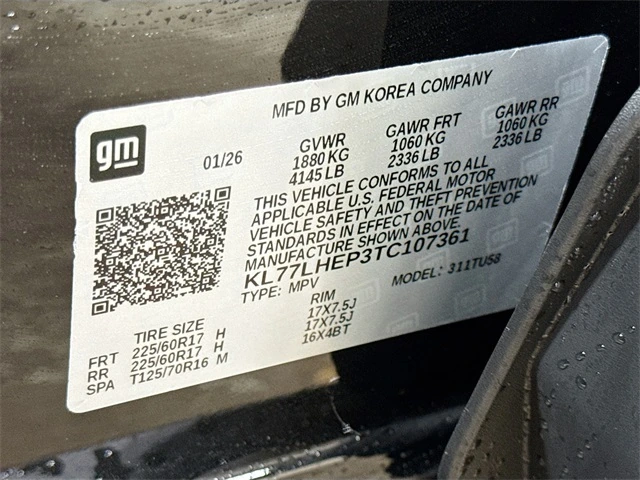 MFD BY GM KOREA COMPANY
gm
01/26
GVWR
1880 KG
4145 LB
GAWR FRT
1060 KG
2336 LB
GAWR RR
1060 KG
2336 LB
THIS VEHICLE CONFORMS TO ALL
APPLICABLE U.S. FEDERAL MOTOR
VEHICLE SAFETY AND THEFT PREVENTION
STANDARDS IN EFFECT ON THE DATE OF
MANUFACTURE SHOWN ABOVE.
KL77LHEP3TC107361
TYPE: MPV MODEL: 311TU58
TIRE SIZE RIM
FRT 225/60R17 H 17X7.5J
RR 225/60R17 H 17X7.5J
SPA T125/70R16 M 16X4BT